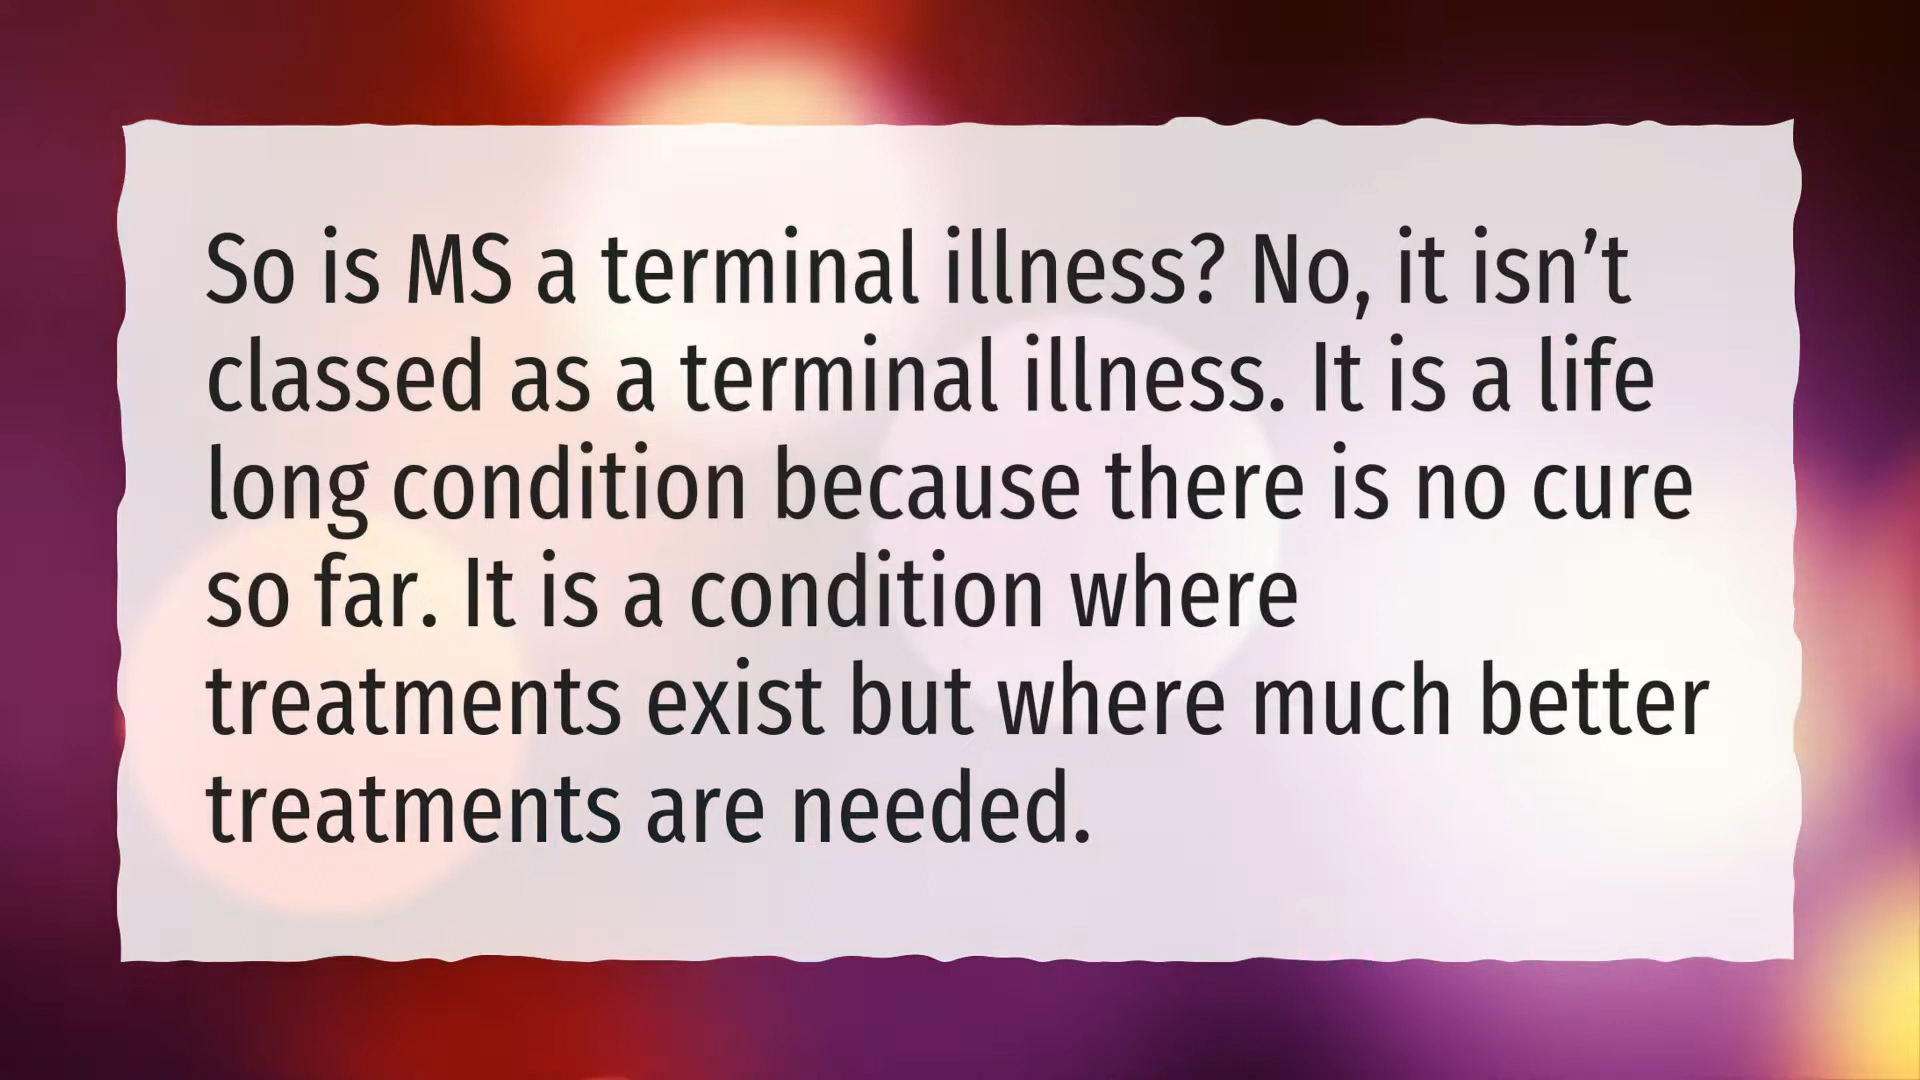 So is MS a terminal illness? No, it isn’t
classed as a terminal illness. It is a life
long condition because there is no cure
so far. It is a condition where
treatments exist but where much better
treatments are needed.